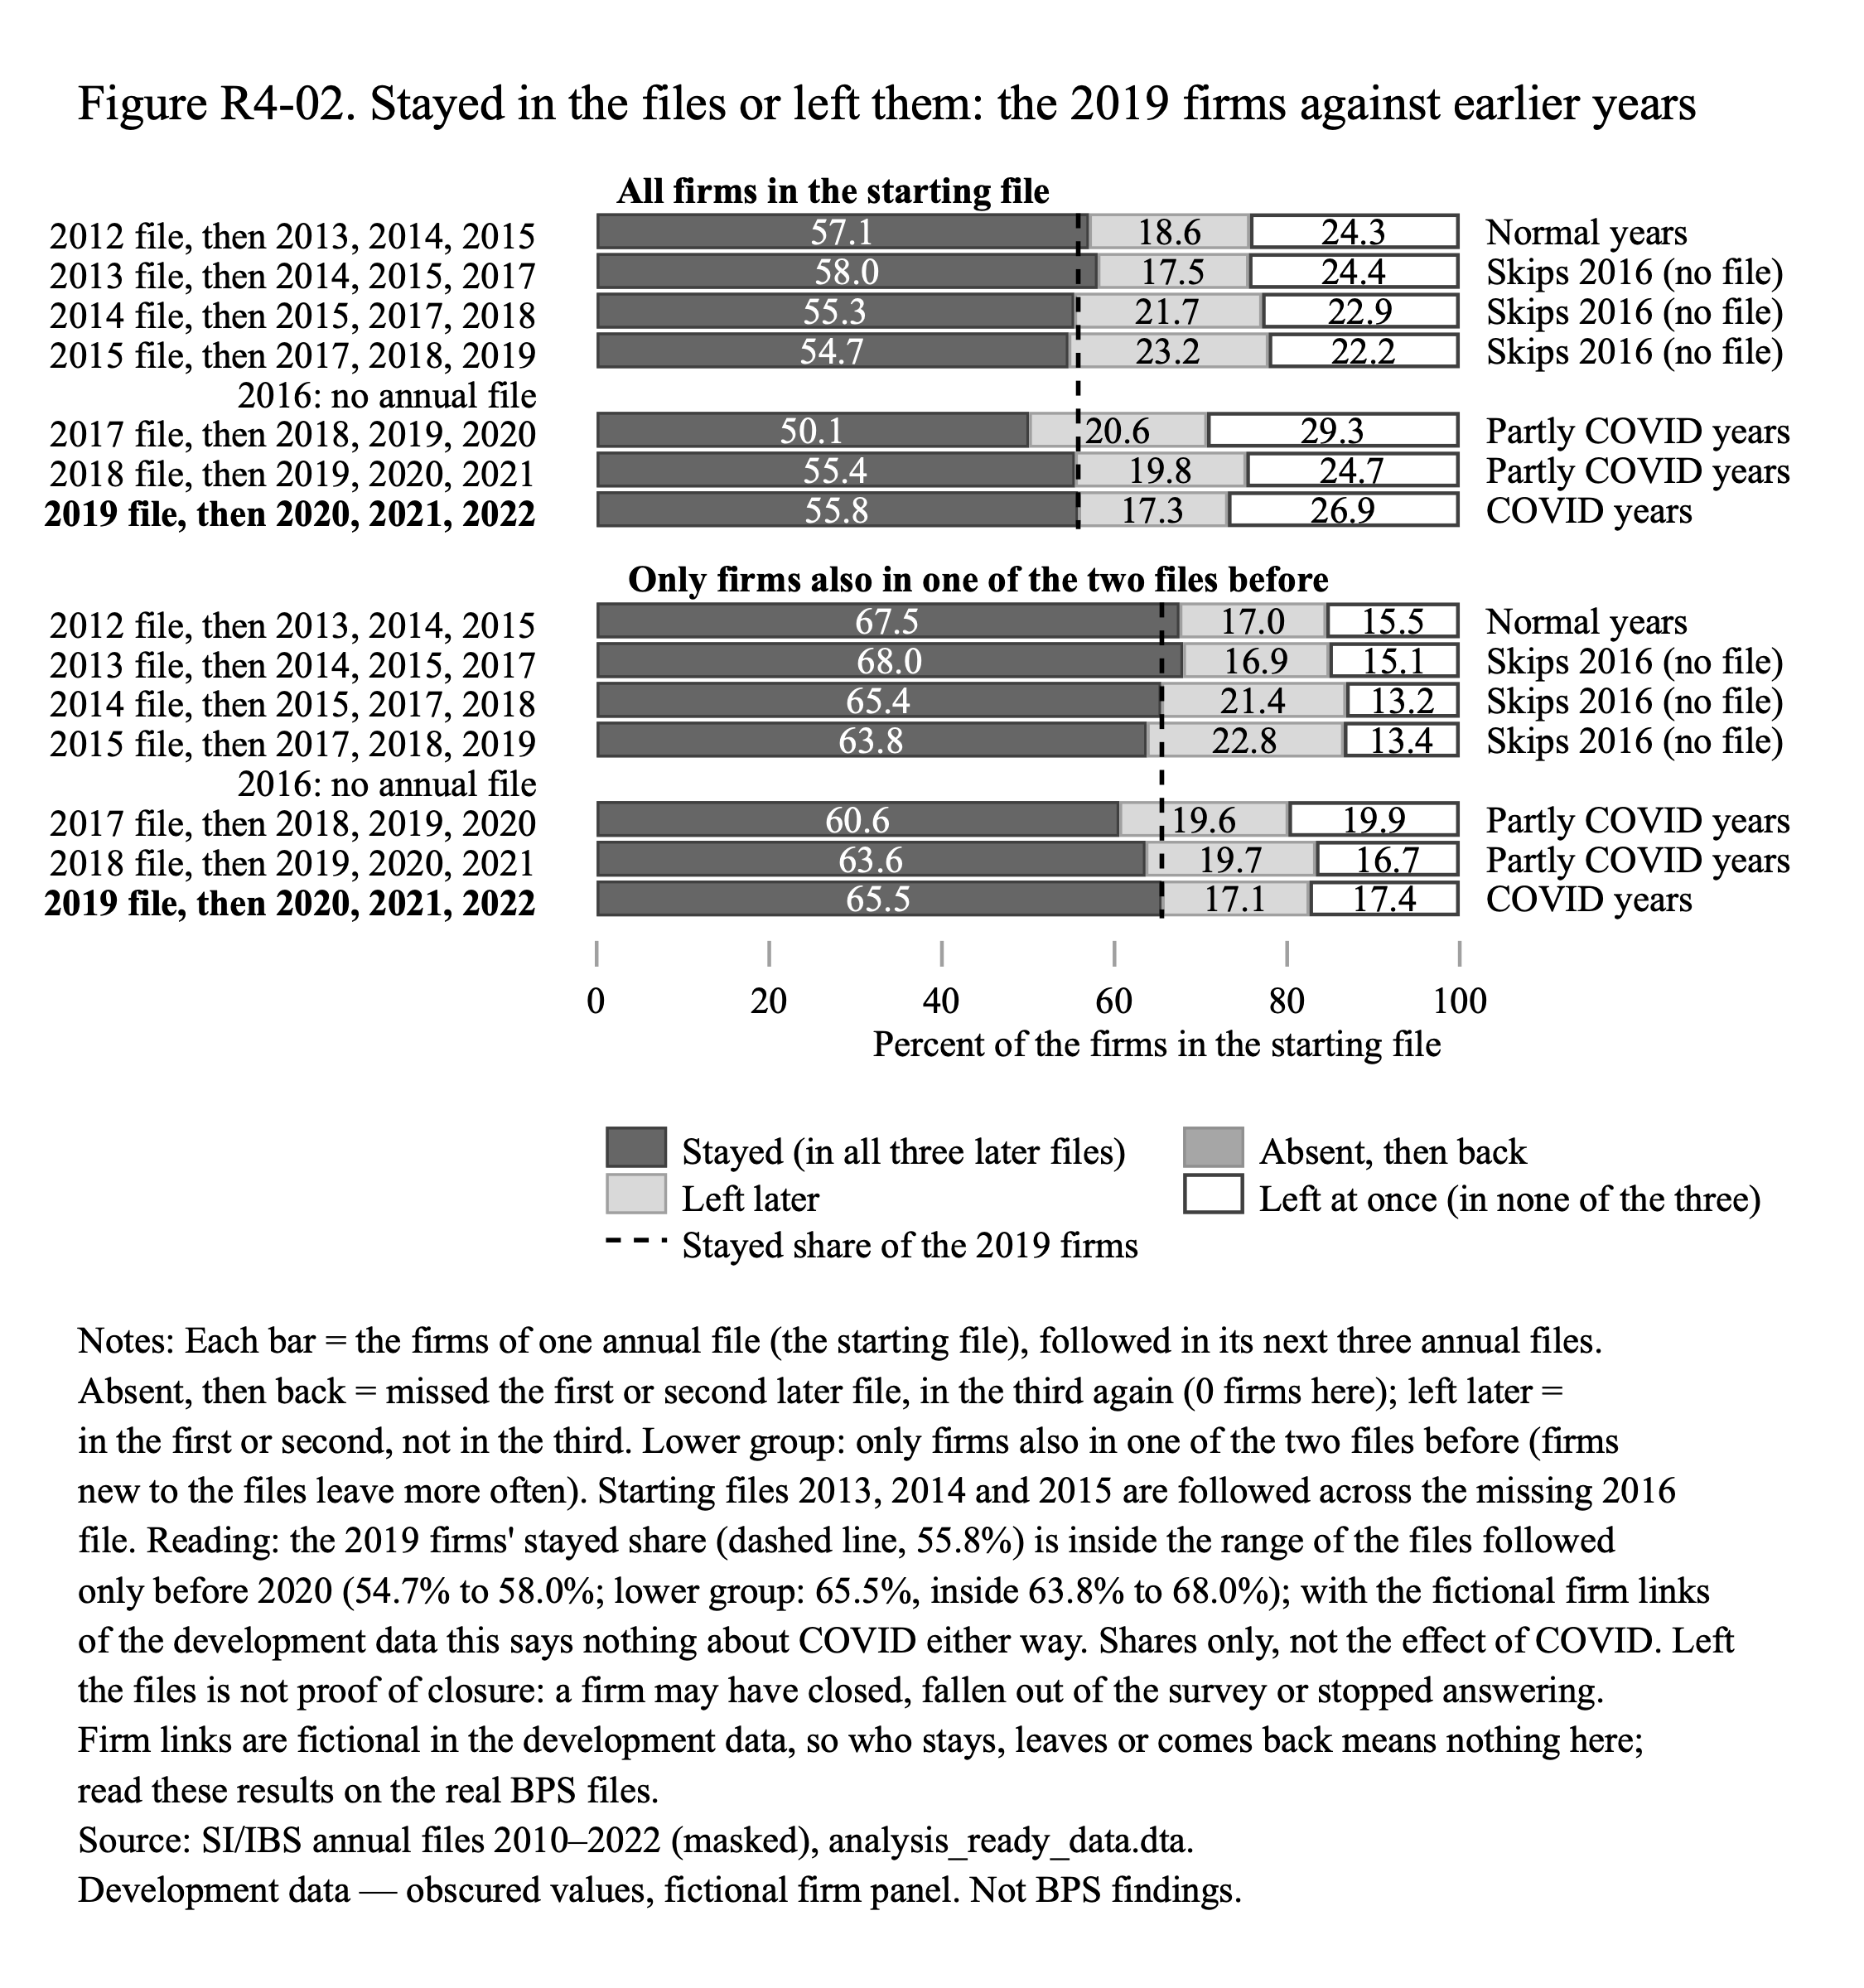 Figure R4-02. Stayed in the files or left them: the 2019 firms against earlier years
All firms in the starting file
2012 file, then 2013, 2014, 2015 57.1 18.6 24.3 Normal years
2013 file, then 2014, 2015, 2017 58.0 17.5 24.4 Skips 2016 (no file)
2014 file, then 2015, 2017, 2018 55.3 21.7 22.9 Skips 2016 (no file)
2015 file, then 2017, 2018, 2019 54.7 23.2 22.2 Skips 2016 (no file)
2016: no annual file
2017 file, then 2018, 2019, 2020 50.1 20.6 29.3 Partly COVID years
2018 file, then 2019, 2020, 2021 55.4 19.8 24.7 Partly COVID years
2019 file, then 2020, 2021, 2022 55.8 17.3 26.9 COVID years
Only firms also in one of the two files before
2012 file, then 2013, 2014, 2015 67.5 17.0 15.5 Normal years
2013 file, then 2014, 2015, 2017 68.0 16.9 15.1 Skips 2016 (no file)
2014 file, then 2015, 2017, 2018 65.4 21.4 13.2 Skips 2016 (no file)
2015 file, then 2017, 2018, 2019 63.8 22.8 13.4 Skips 2016 (no file)
2016: no annual file
2017 file, then 2018, 2019, 2020 60.6 19.6 19.9 Partly COVID years
2018 file, then 2019, 2020, 2021 63.6 19.7 16.7 Partly COVID years
2019 file, then 2020, 2021, 2022 65.5 17.1 17.4 COVID years
0 20 40 60 80 100
Percent of the firms in the starting file
Stayed (in all three later files) Absent, then back
Left later Left at once (in none of the three)
Stayed share of the 2019 firms
Notes: Each bar = the firms of one annual file (the starting file), followed in its next three annual files.
Absent, then back = missed the first or second later file, in the third again (0 firms here); left later =
in the first or second, not in the third. Lower group: only firms also in one of the two files before (firms
new to the files leave more often). Starting files 2013, 2014 and 2015 are followed across the missing 2016
file. Reading: the 2019 firms' stayed share (dashed line, 55.8%) is inside the range of the files followed
only before 2020 (54.7% to 58.0%; lower group: 65.5%, inside 63.8% to 68.0%); with the fictional firm links
of the development data this says nothing about COVID either way. Shares only, not the effect of COVID. Left
the files is not proof of closure: a firm may have closed, fallen out of the survey or stopped answering.
Firm links are fictional in the development data, so who stays, leaves or comes back means nothing here;
read these results on the real BPS files.
Source: SI/IBS annual files 2010–2022 (masked), analysis_ready_data.dta.
Development data — obscured values, fictional firm panel. Not BPS findings.